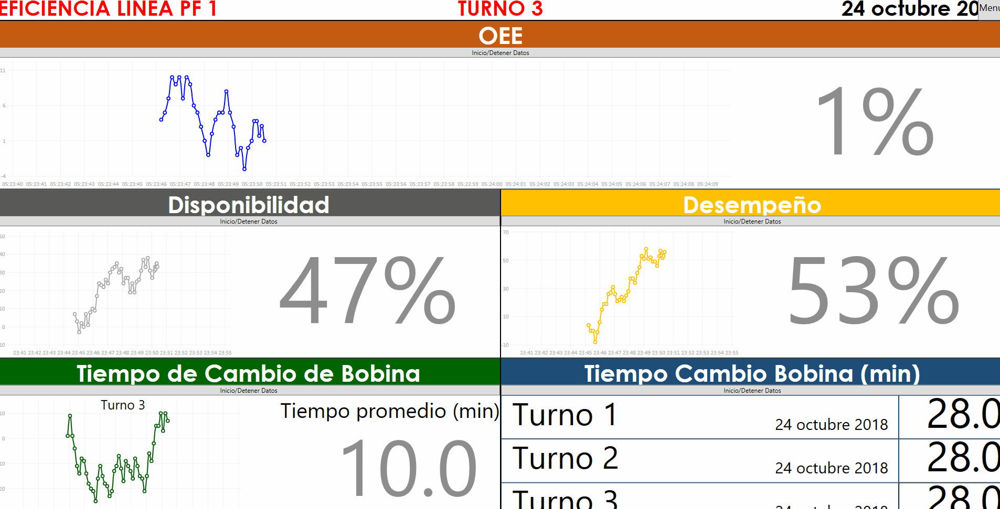 EFICIENCIA LINEA PF 1
TURNO 3
24 octubre 20
Menu
OEE
Inicio/Detener Datos
11
6
1
-4
1%
05:23:40 05:23:41 05:23:42 05:23:43 05:23:44 05:23:45 05:23:46 05:23:47 05:23:48 05:23:49 05:23:50 05:23:51 05:23:52 05:23:53 05:23:54 05:23:55 05:23:56 05:23:57 05:23:58 05:23:59 05:24:00 05:24:01 05:24:02 05:24:03 05:24:04 05:24:05 05:24:06 05:24:07 05:24:08 05:24:09
Disponibilidad
Inicio/Detener Datos
50
40
30
20
10
0
10
47%
23:41 23:42 23:43 23:44 23:45 23:46 23:47 23:48 23:49 23:50 23:51 23:52 23:53 23:54 23:55
Desempeño
Inicio/Detener Datos
70
50
30
10
-10
53%
23:41 23:42 23:43 23:44 23:45 23:46 23:47 23:48 23:49 23:50 23:51 23:52 23:53 23:54 23:55
Tiempo de Cambio de Bobina
Inicio/Detener Datos
Turno 3
10
0
10
20
Tiempo promedio (min)
10.0
Tiempo Cambio Bobina (min)
Inicio/Detener Datos
Turno 1 24 octubre 2018 28.0
Turno 2 24 octubre 2018 28.0
Turno 3 24 octubre 2018 28.0